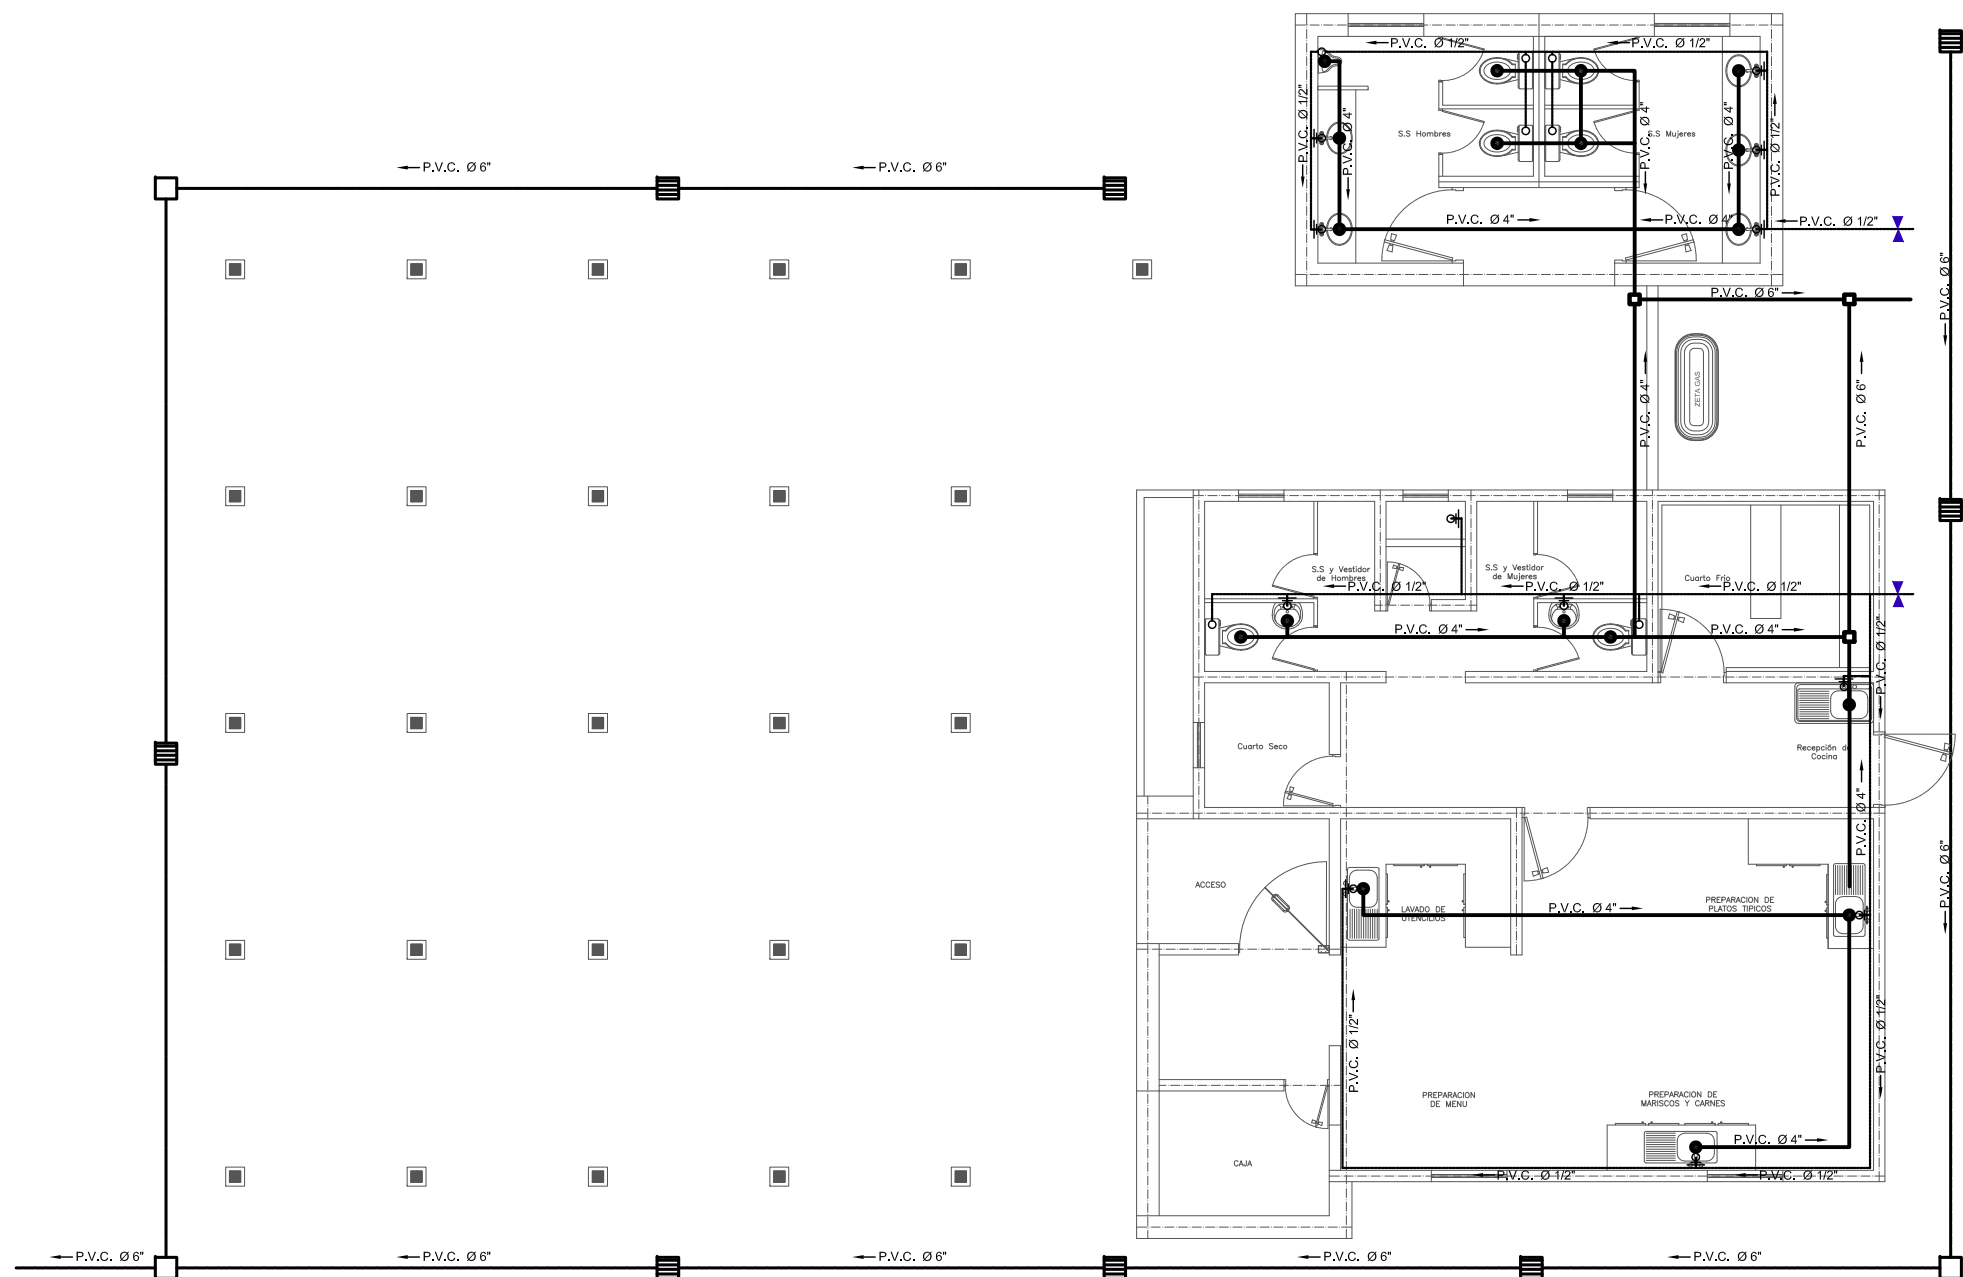 P.V.C. Ø 1/2"
P.V.C. Ø 1/2"
P.V.C. Ø 1/2"
P.V.C. Ø 4"
S.S Hombres
P.V.C. Ø 4"
S.S Mujeres
P.V.C. Ø 4"
P.V.C. Ø 1/2"
P.V.C. Ø 6"
P.V.C. Ø 6"
P.V.C. Ø 4"
P.V.C. Ø 4"
P.V.C. Ø 1/2"
P.V.C. Ø 6"
P.V.C. Ø 6"
P.V.C. Ø 4"
ZETA GAS
P.V.C. Ø 6"
S.S y Vestidor
de Hombres
S.S y Vestidor
de Mujeres
Cuarto Frio
P.V.C. Ø 1/2"
P.V.C. Ø 1/2"
P.V.C. Ø 1/2"
P.V.C. Ø 4"
P.V.C. Ø 4"
P.V.C. Ø 1/2"
Cuarto Seco
Recepción de
Cocina
P.V.C. Ø 4"
P.V.C. Ø 6"
ACCESO
LAVADO DE
UTENCILIOS
P.V.C. Ø 4"
PREPARACION DE
PLATOS TIPICOS
P.V.C. Ø 1/2"
P.V.C. Ø 1/2"
PREPARACION
DE MENU
PREPARACION DE
MARISCOS Y CARNES
P.V.C. Ø 4"
CAJA
P.V.C. Ø 1/2"
P.V.C. Ø 1/2"
P.V.C. Ø 6"
P.V.C. Ø 6"
P.V.C. Ø 6"
P.V.C. Ø 6"
P.V.C. Ø 6"